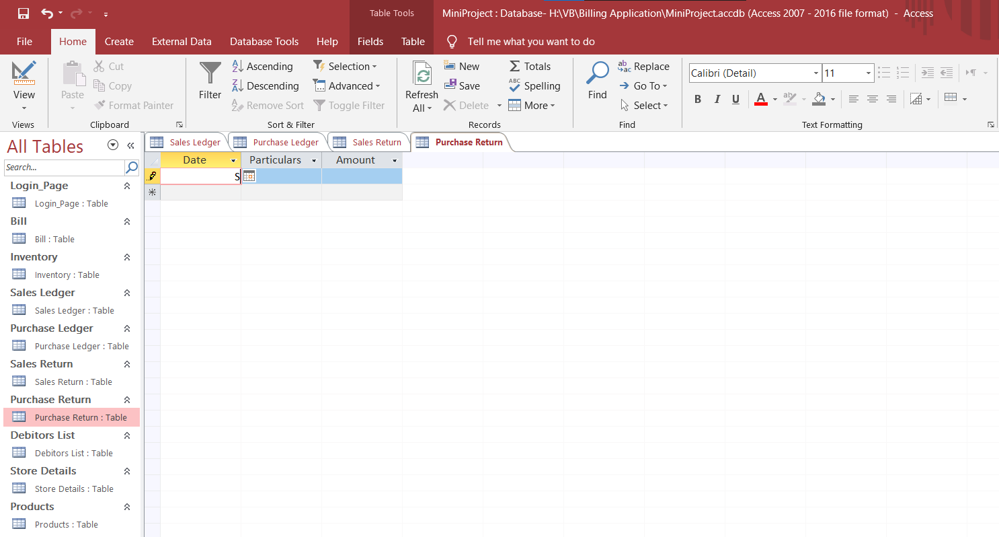 Table Tools
MiniProject : Database- H:\VB\Billing Application\MiniProject.accdb (Access 2007 - 2016 file format) - Access
File Home Create External Data Database Tools Help Fields Table Tell me what you want to do
View
Views
Paste
Cut
Copy
Format Painter
Clipboard
Filter
Ascending
Descending
Remove Sort
Selection
Advanced
Toggle Filter
Sort & Filter
Refresh
All
New
Save
Delete
Totals
Spelling
More
Records
Find
Replace
Go To
Select
Find
Calibri (Detail) 11
B I U A
Text Formatting
All Tables
Search...
Login_Page
Login_Page : Table
Bill
Bill : Table
Inventory
Inventory : Table
Sales Ledger
Sales Ledger : Table
Purchase Ledger
Purchase Ledger : Table
Sales Return
Sales Return : Table
Purchase Return
Purchase Return : Table
Debitors List
Debitors List : Table
Store Details
Store Details : Table
Products
Products : Table
Sales Ledger Purchase Ledger Sales Return Purchase Return
Date Particulars Amount
S